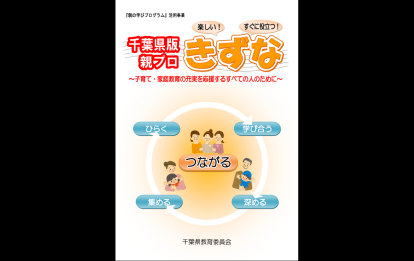 『親の学びプログラム』活用事業
楽しい！
すぐに役立つ！
千葉県版
親プロ
きずな
～子育て・家庭教育の充実を応援するすべての人のために～
ひらく
学び合う
つながる
集める
深める
千葉県教育委員会